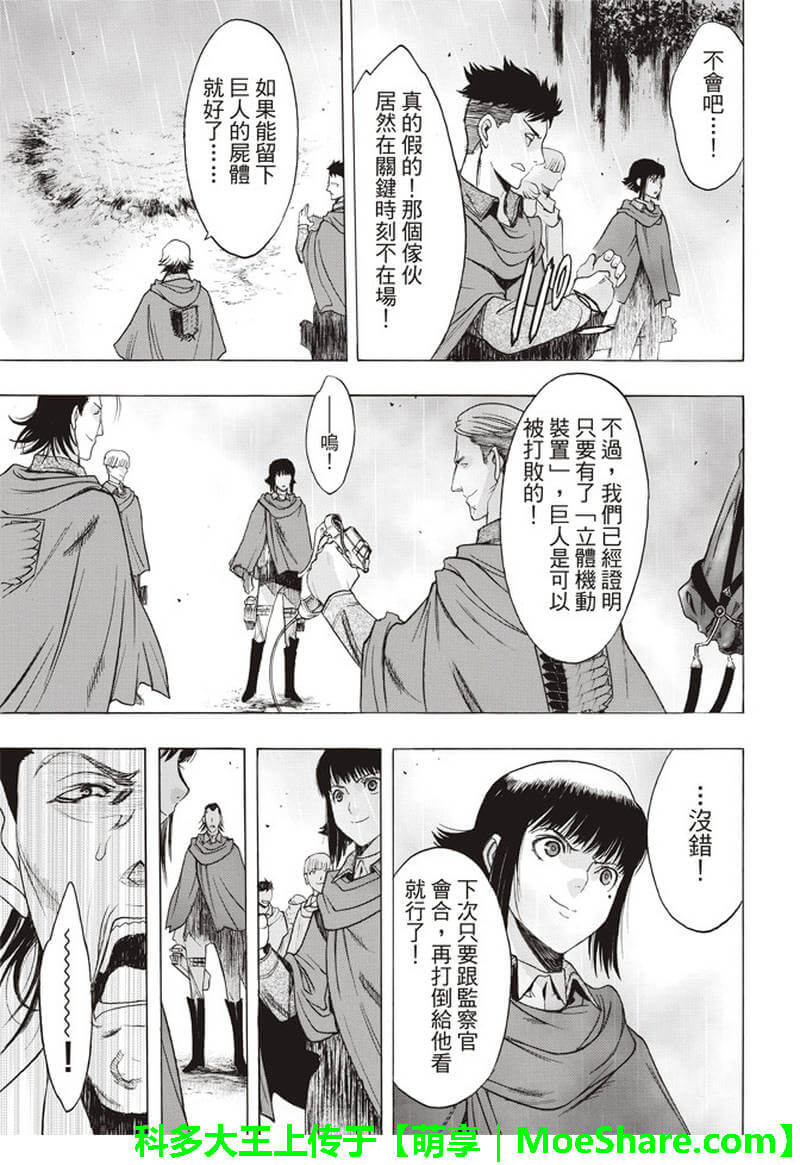 不會吧…！
真的假的！那個傢伙
居然在關鍵時刻不在場！
如果能留下
巨人的屍體
就好了……
不過，我們已經證明
只要有了「立體機動
裝置」，巨人是可以
被打敗的！
——嗚！
…沒錯！
下次只要跟監察官
會合，再打倒給他看
就行了！
～～～～～！
科多大王上传于【萌享】MoeShare.com】